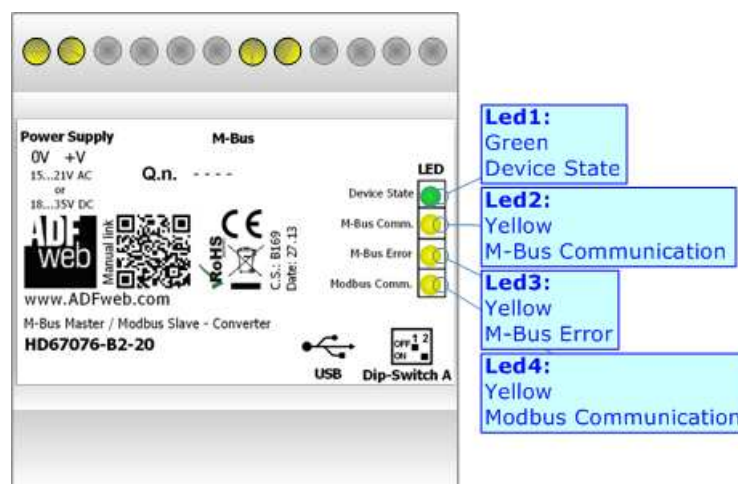 Power Supply
0V +V
15...21V AC
or
18...35V DC
M-Bus
Q.n. - - - -
LED
Device State
M-Bus Comm.
M-Bus Error
Modbus Comm.
ADF
web
Manual link
RoHS
CE
C.S.: B169
Date: 27.13
www.ADFweb.com
M-Bus Master / Modbus Slave - Converter
HD67076-B2-20
USB
OFF 1 2
ON
Dip-Switch A
Led1:
Green
Device State
Led2:
Yellow
M-Bus Communication
Led3:
Yellow
M-Bus Error
Led4:
Yellow
Modbus Communication